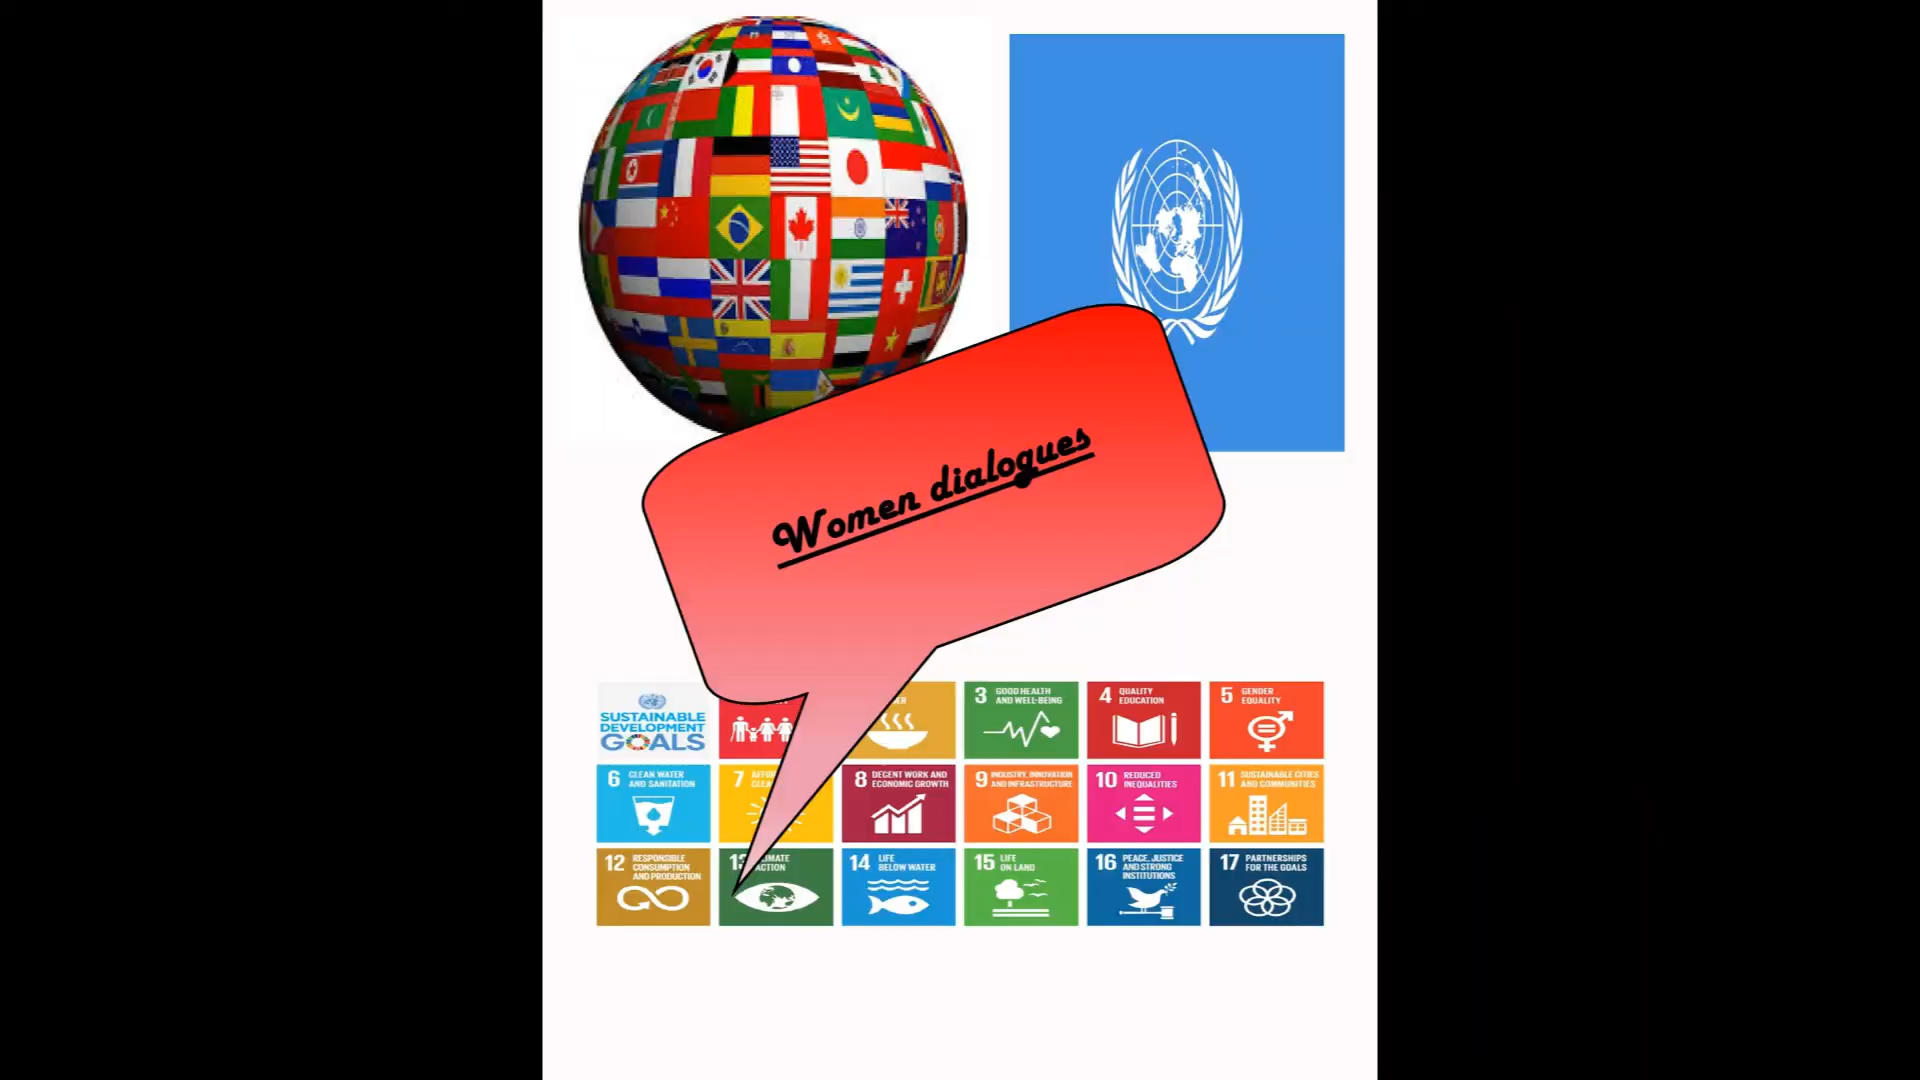 Women dialogues
SUSTAINABLE
DEVELOPMENT
GOALS
3 GOOD HEALTH
AND WELL-BEING
4 QUALITY
EDUCATION
5 GENDER
EQUALITY
6 CLEAN WATER
AND SANITATION
7
8 DECENT WORK AND
ECONOMIC GROWTH
9 INDUSTRY, INNOVATION
AND INFRASTRUCTURE
10 REDUCED
INEQUALITIES
11 SUSTAINABLE CITIES
AND COMMUNITIES
12 RESPONSIBLE
CONSUMPTION
AND PRODUCTION
13 CLIMATE
ACTION
14 LIFE
BELOW WATER
15 LIFE
ON LAND
16 PEACE, JUSTICE
AND STRONG
INSTITUTIONS
17 PARTNERSHIPS
FOR THE GOALS